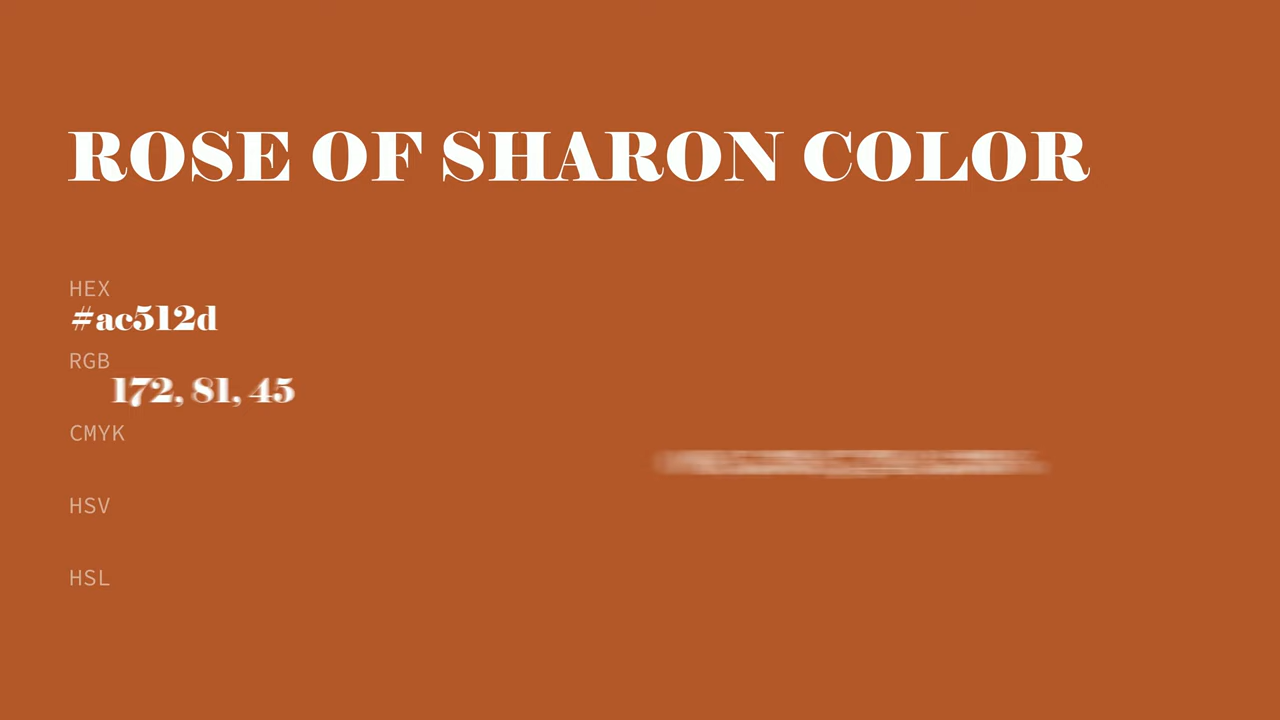 ROSE OF SHARON COLOR
HEX
#ac512d
RGB
172, 81, 45
CMYK
HSV
HSL